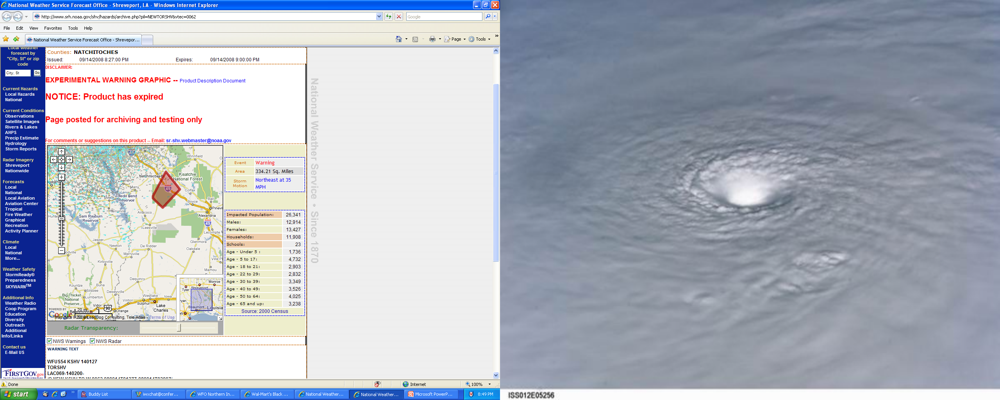 National Weather Service Forecast Office - Shreveport, LA - Windows Internet Explorer
http://www.srh.noaa.gov/shv/hazards/archive.php?pil=NEWTORSHV&vtec=0062
Google
File Edit View Favorites Tools Help
National Weather Service Forecast Office - Shrevepor...
Page Tools
Local weather
forecast by
"City, St" or zip
code
City, St Go
Current Hazards
Local Hazards
National
Current Conditions
Observations
Satellite Images
Rivers & Lakes
AHPS
Precip Estimate
Hydrology
Storm Reports
Radar Imagery
Shreveport
Nationwide
Forecasts
Local
National
Local Aviation
Aviation Center
Tropical
Fire Weather
Graphical
Recreation
Activity Planner
Climate
Local
National
More...
Weather Safety
StormReady®
Preparedness
SKYWARN™
Additional Info
Weather Radio
Coop Program
Education
Diversity
Outreach
Additional
Info/Links
Contact us
E-Mail US
FIRSTGOV.gov
Counties: NATCHITOCHES
Issued: 09/14/2008 8:27:00 PM Expires: 09/14/2008 9:00:00 PM
DISCLAIMER:
EXPERIMENTAL WARNING GRAPHIC -- Product Description Document
NOTICE: Product has expired
Page posted for archiving and testing only
For comments or suggestions on this product -- Email: sr-shv.webmaster@noaa.gov
Winnfield
Natchitoches
Kisatchie
National Forest
Zwolle
Many
Colfax
49
Toledo Bend
Reservoir
Boyce
Ball
Pinevi
Hemphill
Anacoco
Alexandria
Sam Rayburn
Reservoir
49
Leesville
Lecompte
Jasper
Glenmora
Newton
De Ridder
Oakdale
Merryville
Ville Pl
Kirbyville
Mamou
Dequincy
Kountze
Buna
Silsbee
Deweyville
Big Thicket
National
Preserve
Lumberton
Westlake
Iowa
Vinton
Sulphur
Lake
Charles
Vidor
90
Orange
Beaumont
POWERED BY
Google
20 mi
Terms of Use
Monroe
Shreveport
Tyler
Beaumont
Louisia
Radar Transparency:
Event Warning
Area 334.21 Sq. Miles
Storm Motion Northeast at 35 MPH
Impacted Population: 26,341
Males: 12,914
Females: 13,427
Households: 11,908
Schools: 23
Age - Under 5 : 1,736
Age - 5 to 17: 4,732
Age - 18 to 21: 2,903
Age - 22 to 29: 2,832
Age - 30 to 39: 3,349
Age - 40 to 49: 3,526
Age - 50 to 64: 4,025
Age - 65 and up: 3,238
Source: 2000 Census
NWS Warnings NWS Radar
WARNING TEXT
WFUS54 KSHV 140127
TORSHV
LAC069-140200-
National Weather Service • Since 1870
Done Internet 100%
start Buddy List iwxchat@confer... WFO Northern In... Wal-Mart's Black ... National Weather... National Weather... Microsoft PowerP... 8:49 PM
ISS012E05256